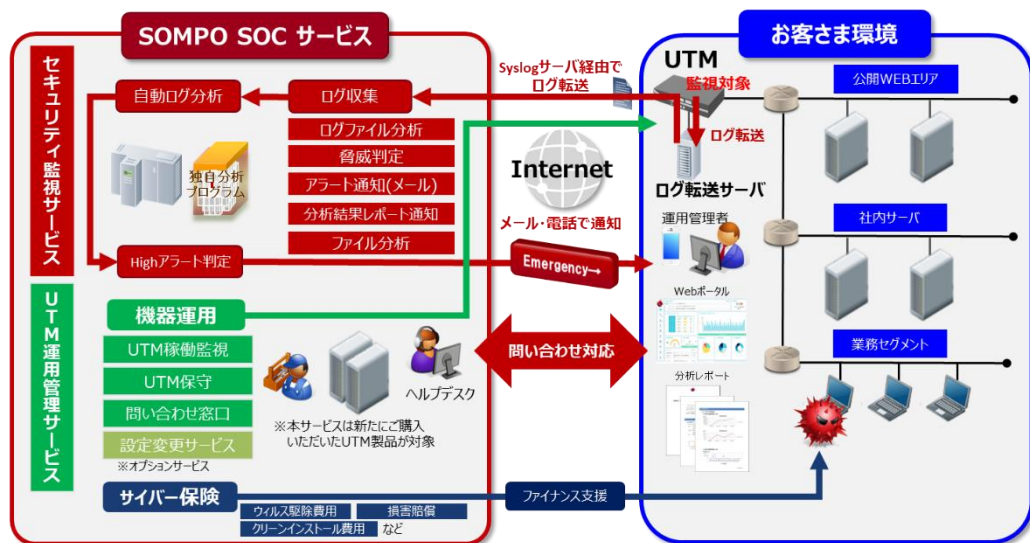 SOMPO SOC サービス
セキュリティ監視サービス
自動ログ分析
ログ収集
ログファイル分析
脅威判定
アラート通知(メール)
分析結果レポート通知
ファイル分析
独自分析
プログラム
Highアラート判定
UTM運用管理サービス
機器運用
UTM稼働監視
UTM保守
問い合わせ窓口
設定変更サービス
※オプションサービス
ヘルプデスク
※本サービスは新たにご購入
いただいたUTM製品が対象
サイバー保険
ウィルス駆除費用
損害賠償
クリーンインストール費用
など
Syslogサーバ経由で
ログ転送
Internet
メール・電話で通知
Emergency→
問い合わせ対応
ファイナンス支援
お客さま環境
UTM
監視対象
ログ転送
ログ転送サーバ
運用管理者
Webポータル
分析レポート
公開WEBエリア
社内サーバ
業務セグメント